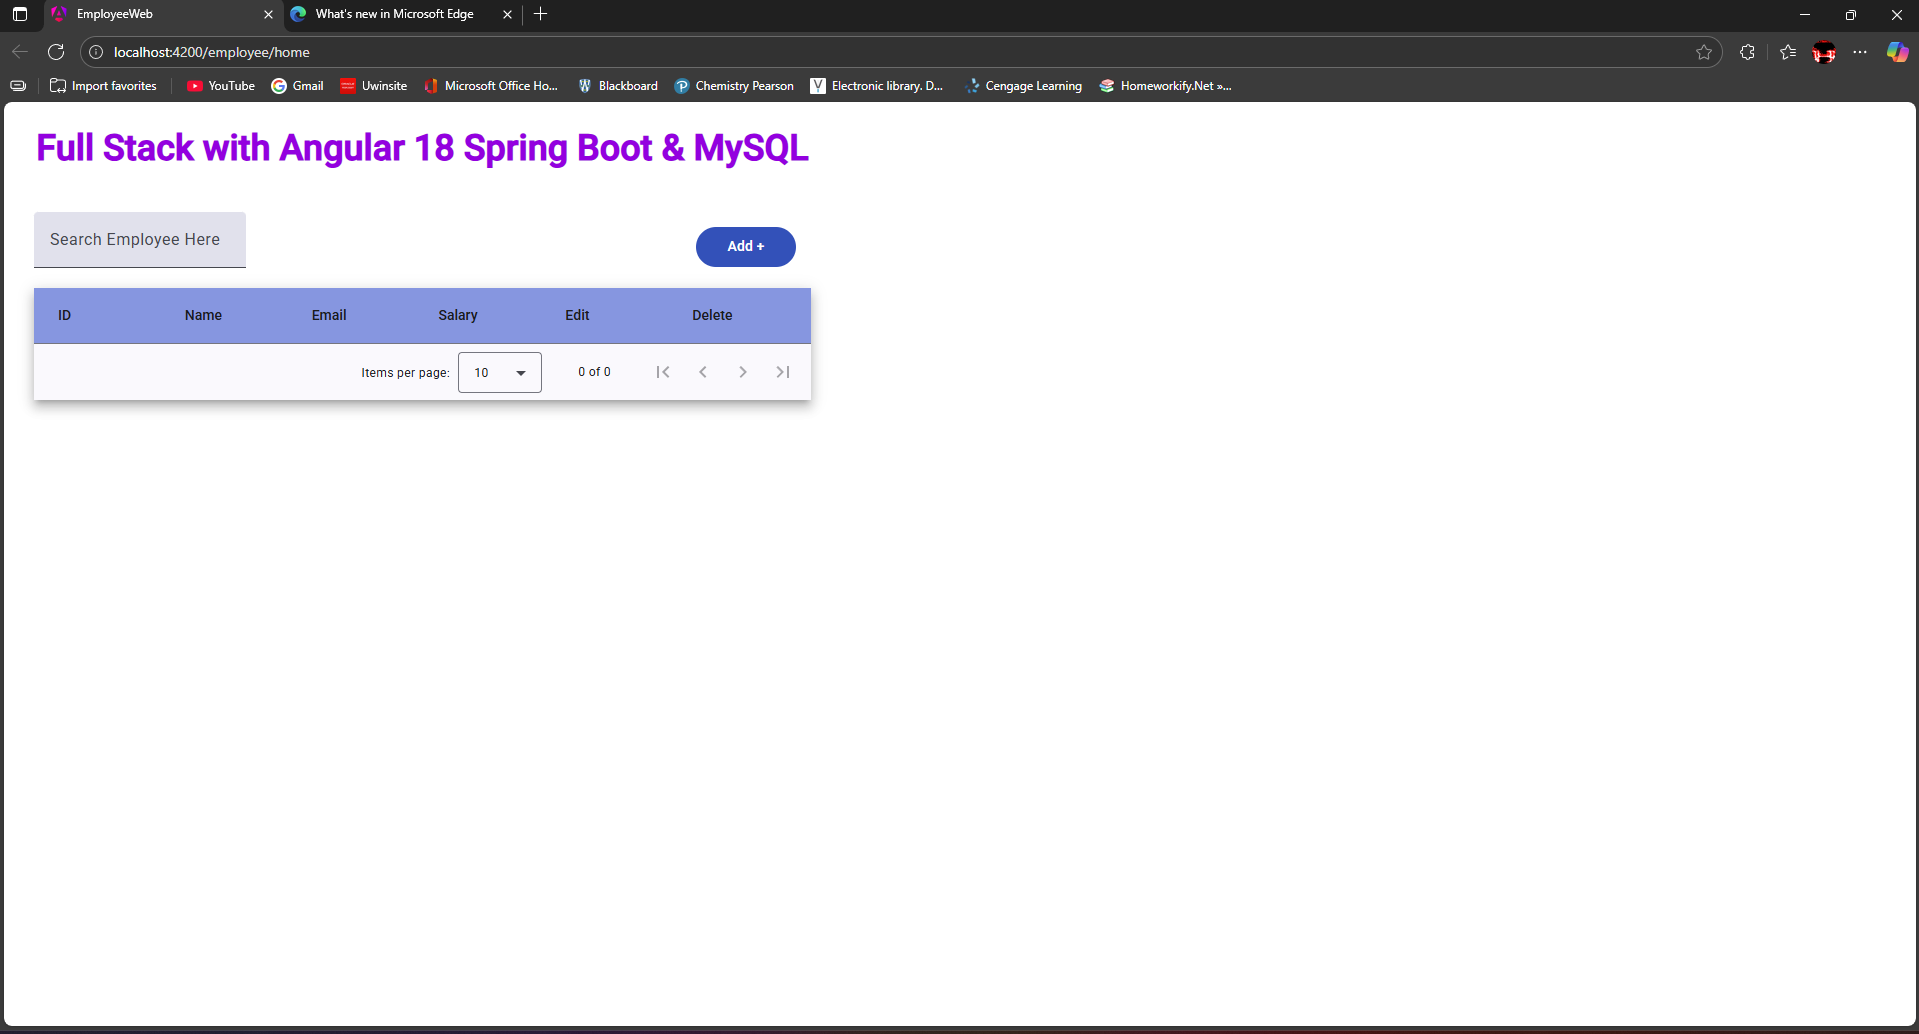 EmployeeWeb
What's new in Microsoft Edge
localhost:4200/employee/home
Import favorites
YouTube
Gmail
Uwinsite
Microsoft Office Ho...
Blackboard
Chemistry Pearson
Electronic library. D...
Cengage Learning
Homeworkify.Net »...
Full Stack with Angular 18 Spring Boot & MySQL
Search Employee Here
Add +
ID Name Email Salary Edit Delete
Items per page: 10 0 of 0